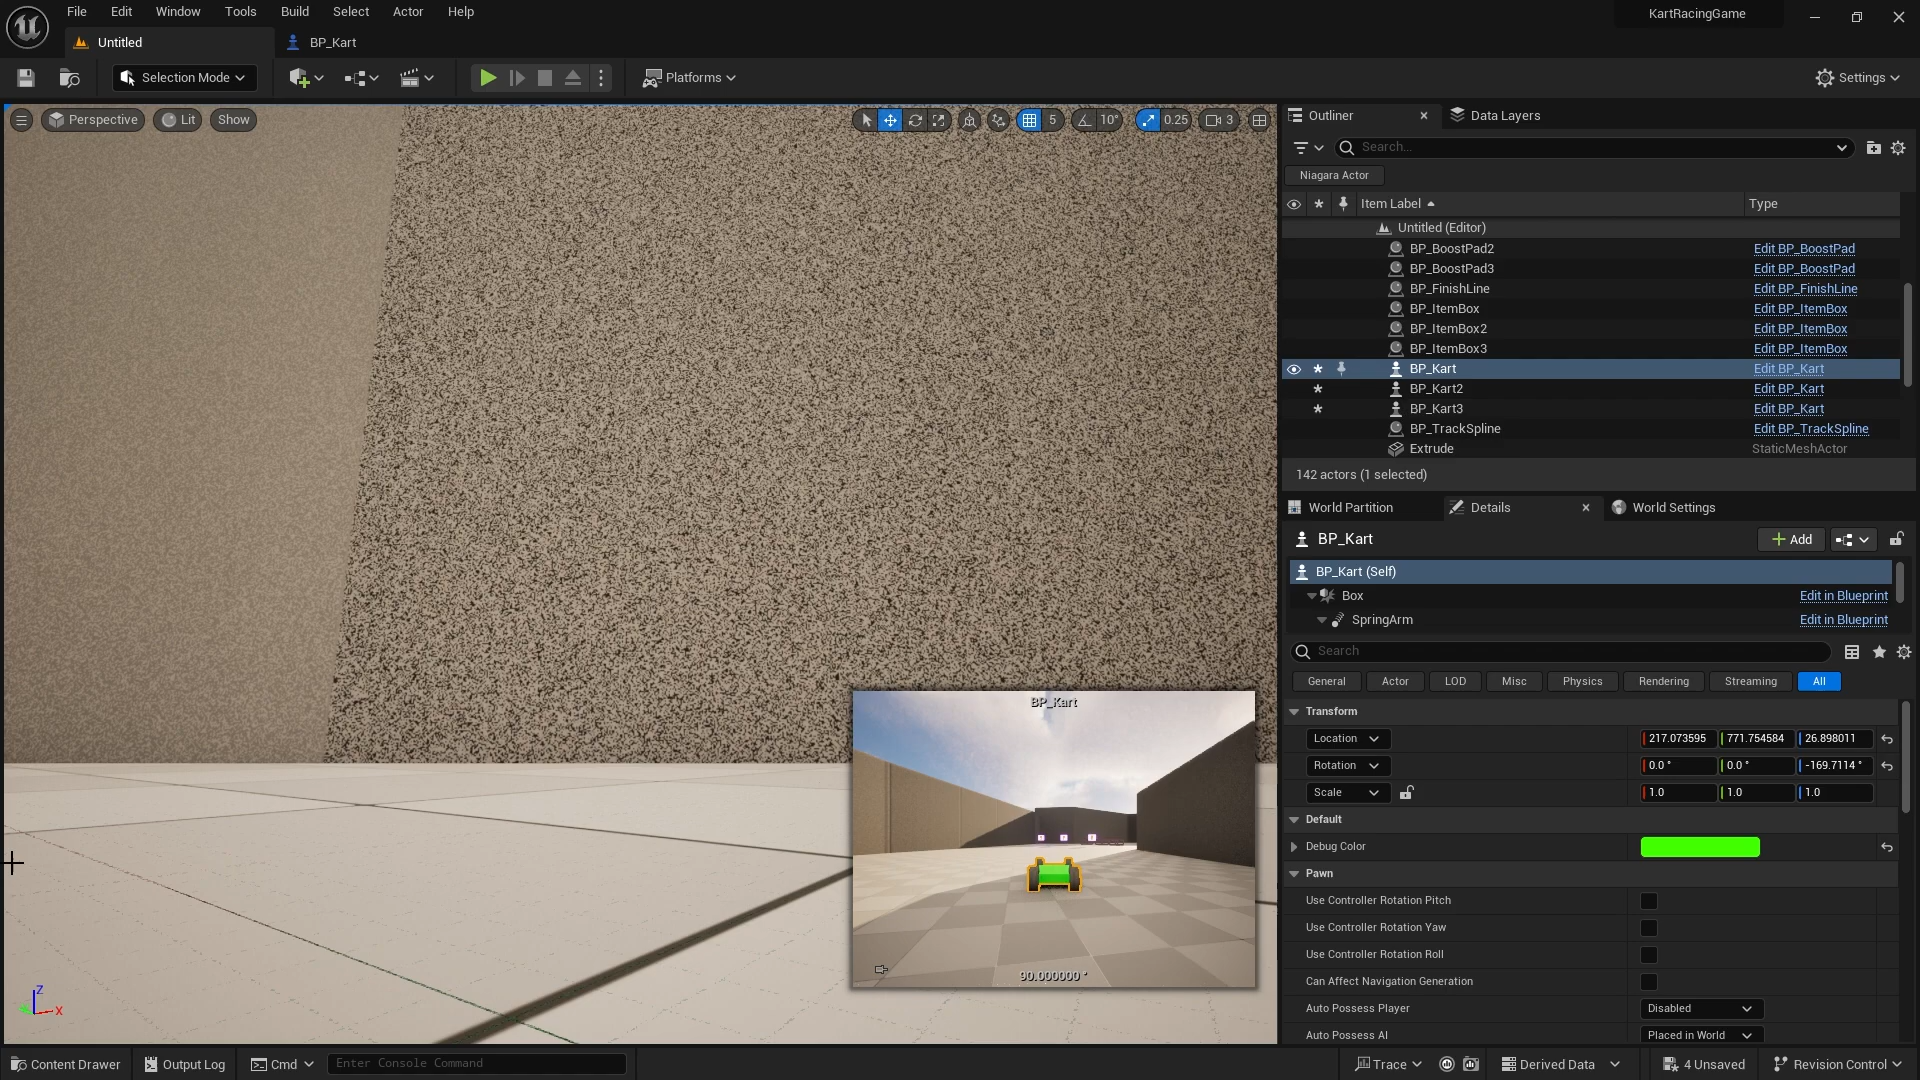 File Edit Window Tools Build Select Actor Help
KartRacingGame
Untitled
BP_Kart
Selection Mode
Platforms
Settings
Perspective
Lit
Show
5
10°
0.25
3
Outliner
Data Layers
Search...
Niagara Actor
Item Label
Type
Untitled (Editor)
BP_BoostPad2 Edit BP_BoostPad
BP_BoostPad3 Edit BP_BoostPad
BP_FinishLine Edit BP_FinishLine
BP_ItemBox Edit BP_ItemBox
BP_ItemBox2 Edit BP_ItemBox
BP_ItemBox3 Edit BP_ItemBox
BP_Kart Edit BP_Kart
BP_Kart2 Edit BP_Kart
BP_Kart3 Edit BP_Kart
BP_TrackSpline Edit BP_TrackSpline
Extrude StaticMeshActor
142 actors (1 selected)
World Partition
Details
World Settings
BP_Kart
Add
BP_Kart (Self)
Box Edit in Blueprint
SpringArm Edit in Blueprint
Search
General Actor LOD Misc Physics Rendering Streaming All
Transform
Location 217.073595 771.754584 26.898011
Rotation 0.0 ° 0.0 ° -169.7114 °
Scale 1.0 1.0 1.0
Default
Debug Color
Pawn
Use Controller Rotation Pitch
Use Controller Rotation Yaw
Use Controller Rotation Roll
Can Affect Navigation Generation
Auto Possess Player Disabled
Auto Possess AI Placed in World
BP_Kart
90.000000 °
Z
X
Content Drawer
Output Log
Cmd
Enter Console Command
Trace
Derived Data
4 Unsaved
Revision Control